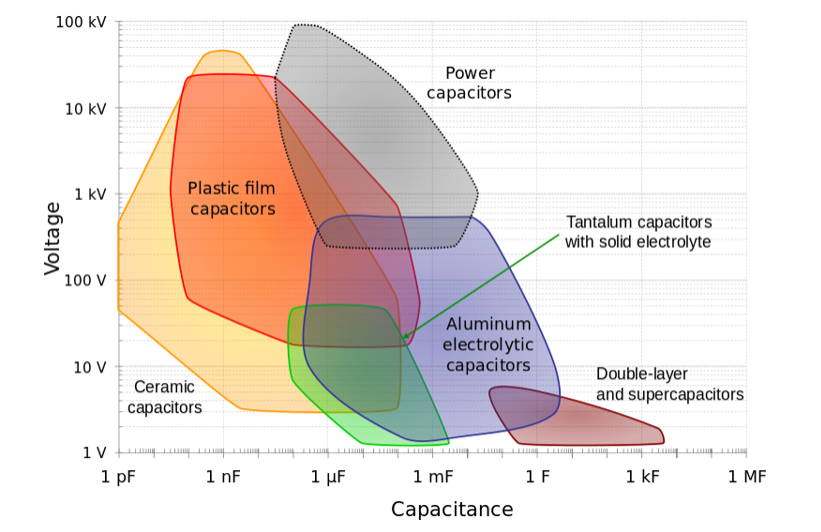 100 kV
10 kV
1 kV
100 V
10 V
1 V
Voltage
Power
capacitors
Plastic film
capacitors
Tantalum capacitors
with solid electrolyte
Aluminum
electrolytic
capacitors
Double-layer
and supercapacitors
Ceramic
capacitors
1 pF
1 nF
1 µF
1 mF
1 F
1 kF
1 MF
Capacitance